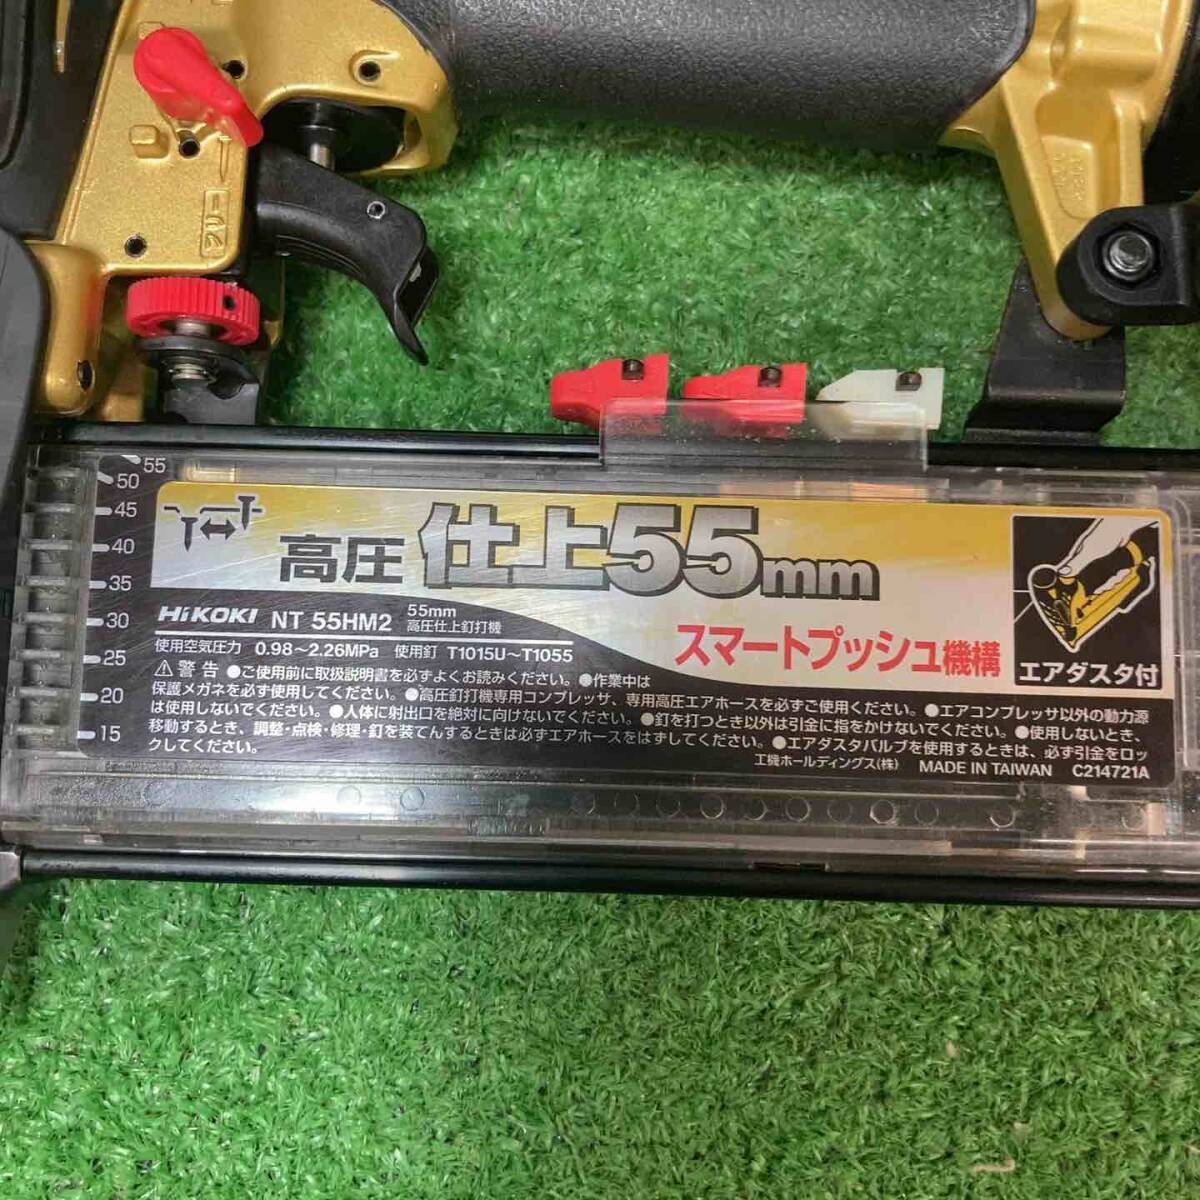 55
50
45
40
35
30
25
20
15
高圧 仕上55mm
HiKOKI NT 55HM2 55mm
高圧仕上釘打機
スマートプッシュ機構
エアダスタ付
使用空気圧力 0.98〜2.26MPa 使用釘 T1015U〜T1055
⚠警告 ●ご使用前に取扱説明書を必ずよくお読みください。●作業中は
保護メガネを必ず使用してください。●高圧釘打機専用コンプレッサ、専用高圧エアホースを必ずご使用ください。●エアコンプレッサ以外の動力源
は使用しないでください。●人体に射出口を絶対に向けないでください。●釘を打つとき以外は引金に指をかけないでください。●使用しないとき、
移動するとき、調整・点検・修理・釘を装てんするときは必ずエアホースをはずしてください。●エアダスタバルブを使用するときは、必ず引金をロッ
クしてください。
工機ホールディングス(株) MADE IN TAIWAN C214721A